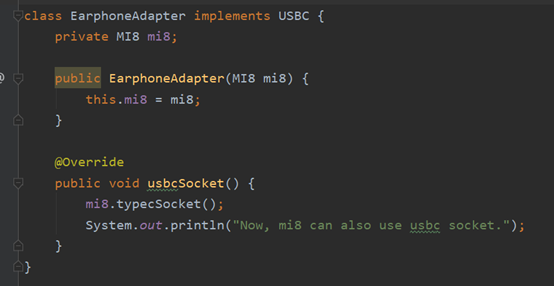 class EarphoneAdapter implements USBC {
private MI8 mi8;
@
public EarphoneAdapter(MI8 mi8) {
this.mi8 = mi8;
}
@Override
public void usbcSocket() {
mi8.typecSocket();
System.out.println("Now, mi8 can also use usbc socket.");
}
}